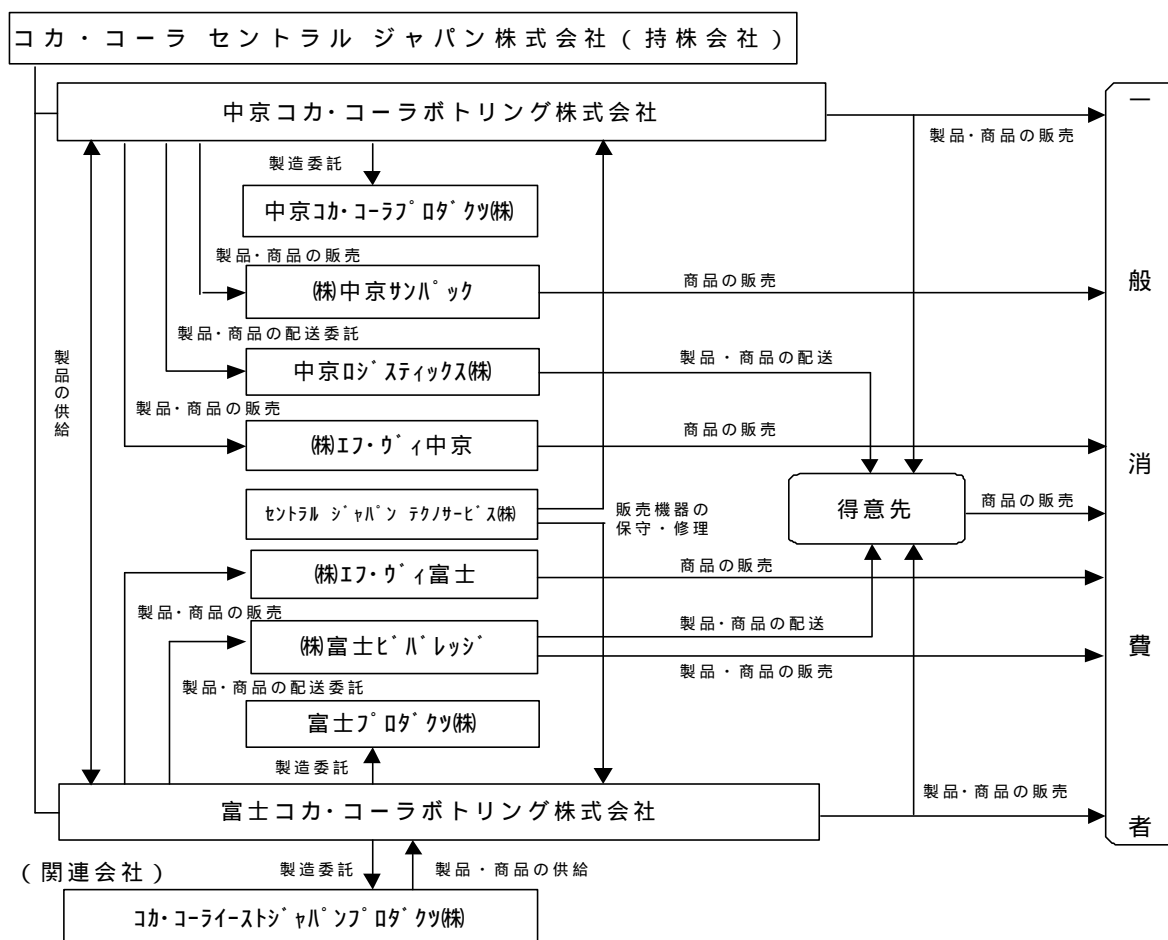 コカ・コーラ セントラル ジャパン株式会社(持株会社)
中京コカ・コーラボトリング株式会社
製品・商品の販売
製造委託
中京ｺｶ・ｺｰﾗﾌﾟﾛﾀﾞｸﾂ㈱
製品・商品の販売
㈱中京ｻﾝﾊﾟｯｸ
商品の販売
製品・商品の配送委託
中京ﾛｼﾞｽﾃｨｯｸｽ㈱
製品・商品の配送
製品・商品の販売
㈱ｴﾌ・ｳﾞｨ中京
商品の販売
製品の供給
ｾﾝﾄﾗﾙ ｼﾞｬﾊﾟﾝ ﾃｸﾉｻｰﾋﾞｽ㈱
販売機器の
保守・修理
得意先
商品の販売
㈱ｴﾌ・ｳﾞｨ富士
商品の販売
製品・商品の販売
㈱富士ﾋﾞﾊﾞﾚｯｼﾞ
製品・商品の配送
製品・商品の販売
製品・商品の配送委託
富士ﾌﾟﾛﾀﾞｸﾂ㈱
製造委託
富士コカ・コーラボトリング株式会社
製品・商品の販売
一般消費者
(関連会社)
製造委託
製品・商品の供給
ｺｶ・ｺｰﾗｲｰｽﾄｼﾞｬﾊﾟﾝﾌﾟﾛﾀﾞｸﾂ㈱